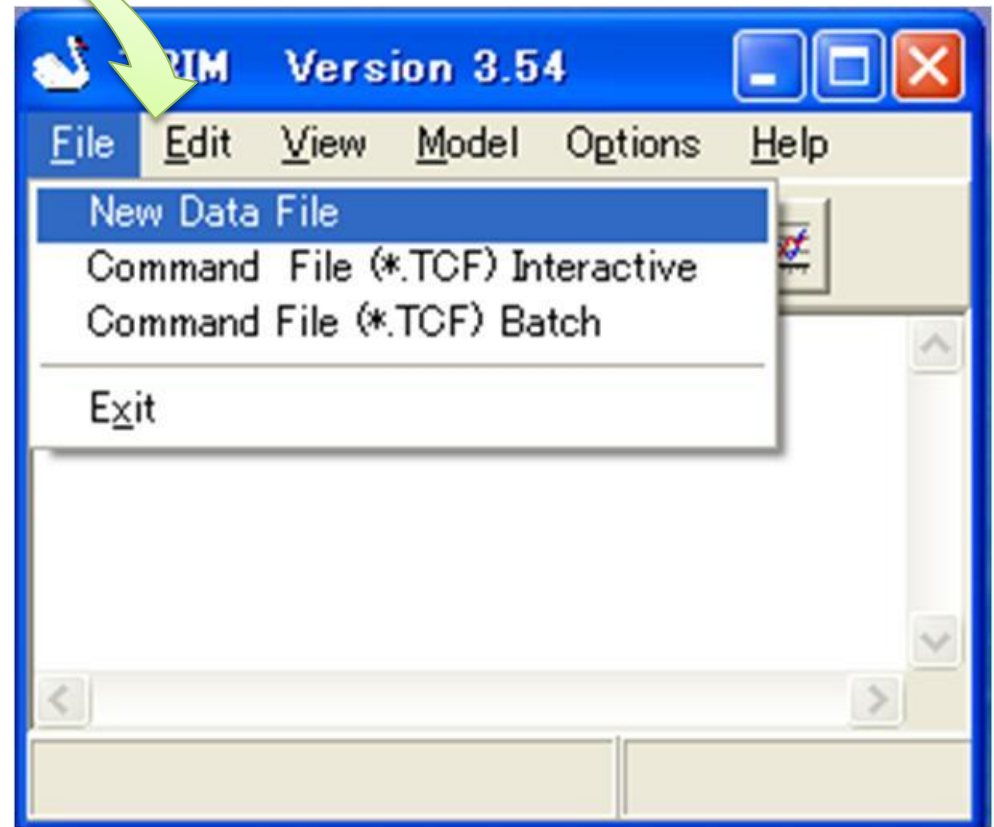 Version 3.54
File Edit View Model Options Help
New Data File
Command File (*.TCF) Interactive
Command File (*.TCF) Batch
Exit